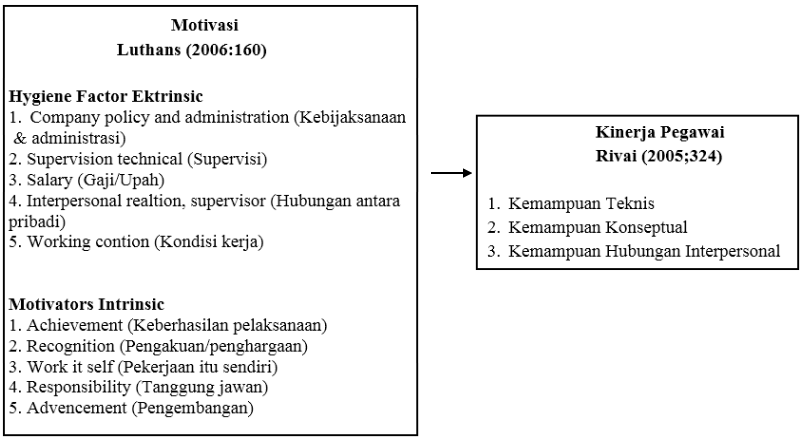 Motivasi
Luthans (2006:160)
Hygiene Factor Ektrinsic
1. Company policy and administration (Kebijaksanaan
& administrasi)
2. Supervision technical (Supervisi)
3. Salary (Gaji/Upah)
4. Interpersonal realtion, supervisor (Hubungan antara
pribadi)
5. Working contion (Kondisi kerja)
Motivators Intrinsic
1. Achievement (Keberhasilan pelaksanaan)
2. Recognition (Pengakuan/penghargaan)
3. Work it self (Pekerjaan itu sendiri)
4. Responsibility (Tanggung jawan)
5. Advencement (Pengembangan)
Kinerja Pegawai
Rivai (2005;324)
1. Kemampuan Teknis
2. Kemampuan Konseptual
3. Kemampuan Hubungan Interpersonal